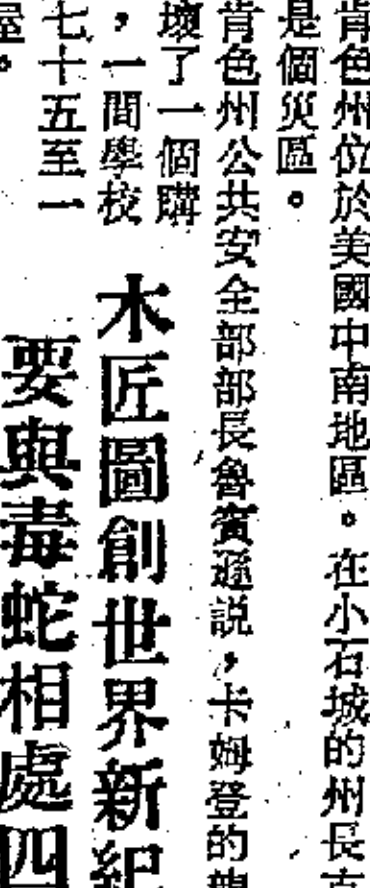 肯色州位於美國中南地區。在小石城的州長
是個災區。
肯色州公共安全部部長魯賓遜説,卡姆登的
壞了一個購
,一間學校
七十五至一
屋。
木匠圖創世界新紀
要與毒蛇相處四